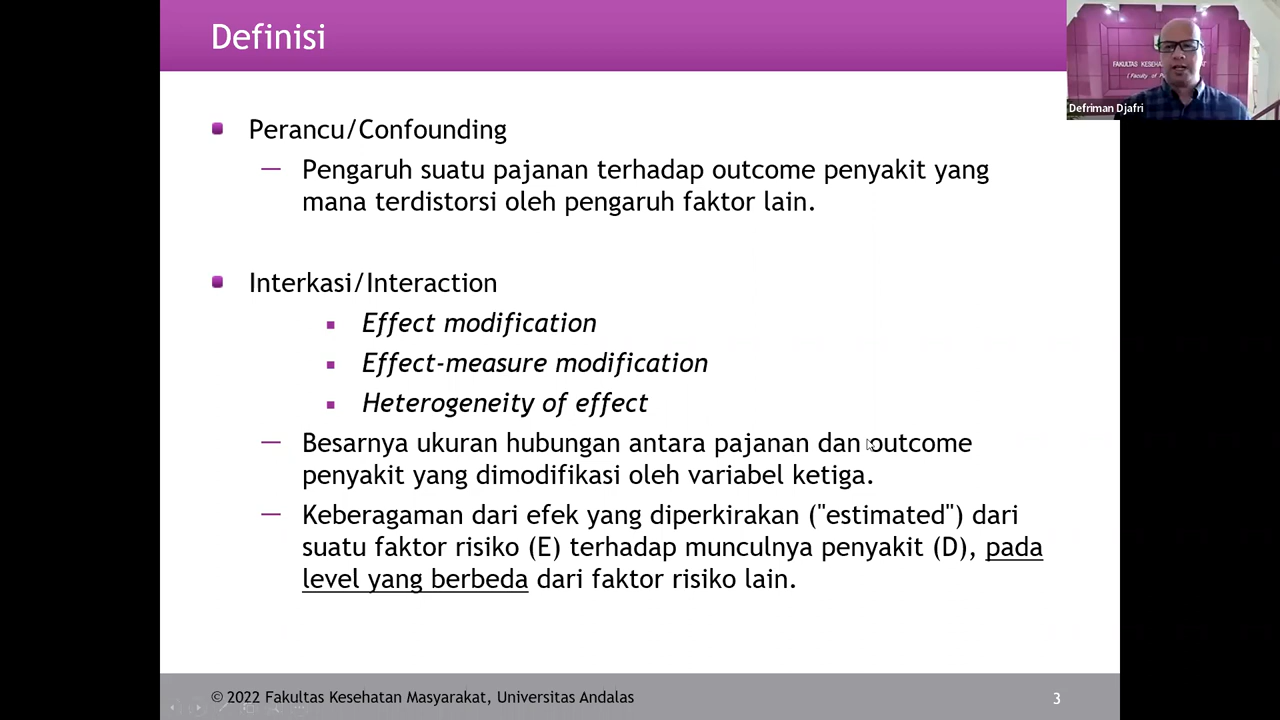 Definisi
Perancu/Confounding
Pengaruh suatu pajanan terhadap outcome penyakit yang
mana terdistorsi oleh pengaruh faktor lain.
Interkasi/Interaction
Effect modification
Effect-measure modification
Heterogeneity of effect
Besarnya ukuran hubungan antara pajanan dan outcome
penyakit yang dimodifikasi oleh variabel ketiga.
Keberagaman dari efek yang diperkirakan ("estimated") dari
suatu faktor risiko (E) terhadap munculnya penyakit (D), pada
level yang berbeda dari faktor risiko lain.
© 2022 Fakultas Kesehatan Masyarakat, Universitas Andalas
3
FAKULTAS
Defriman Djafri